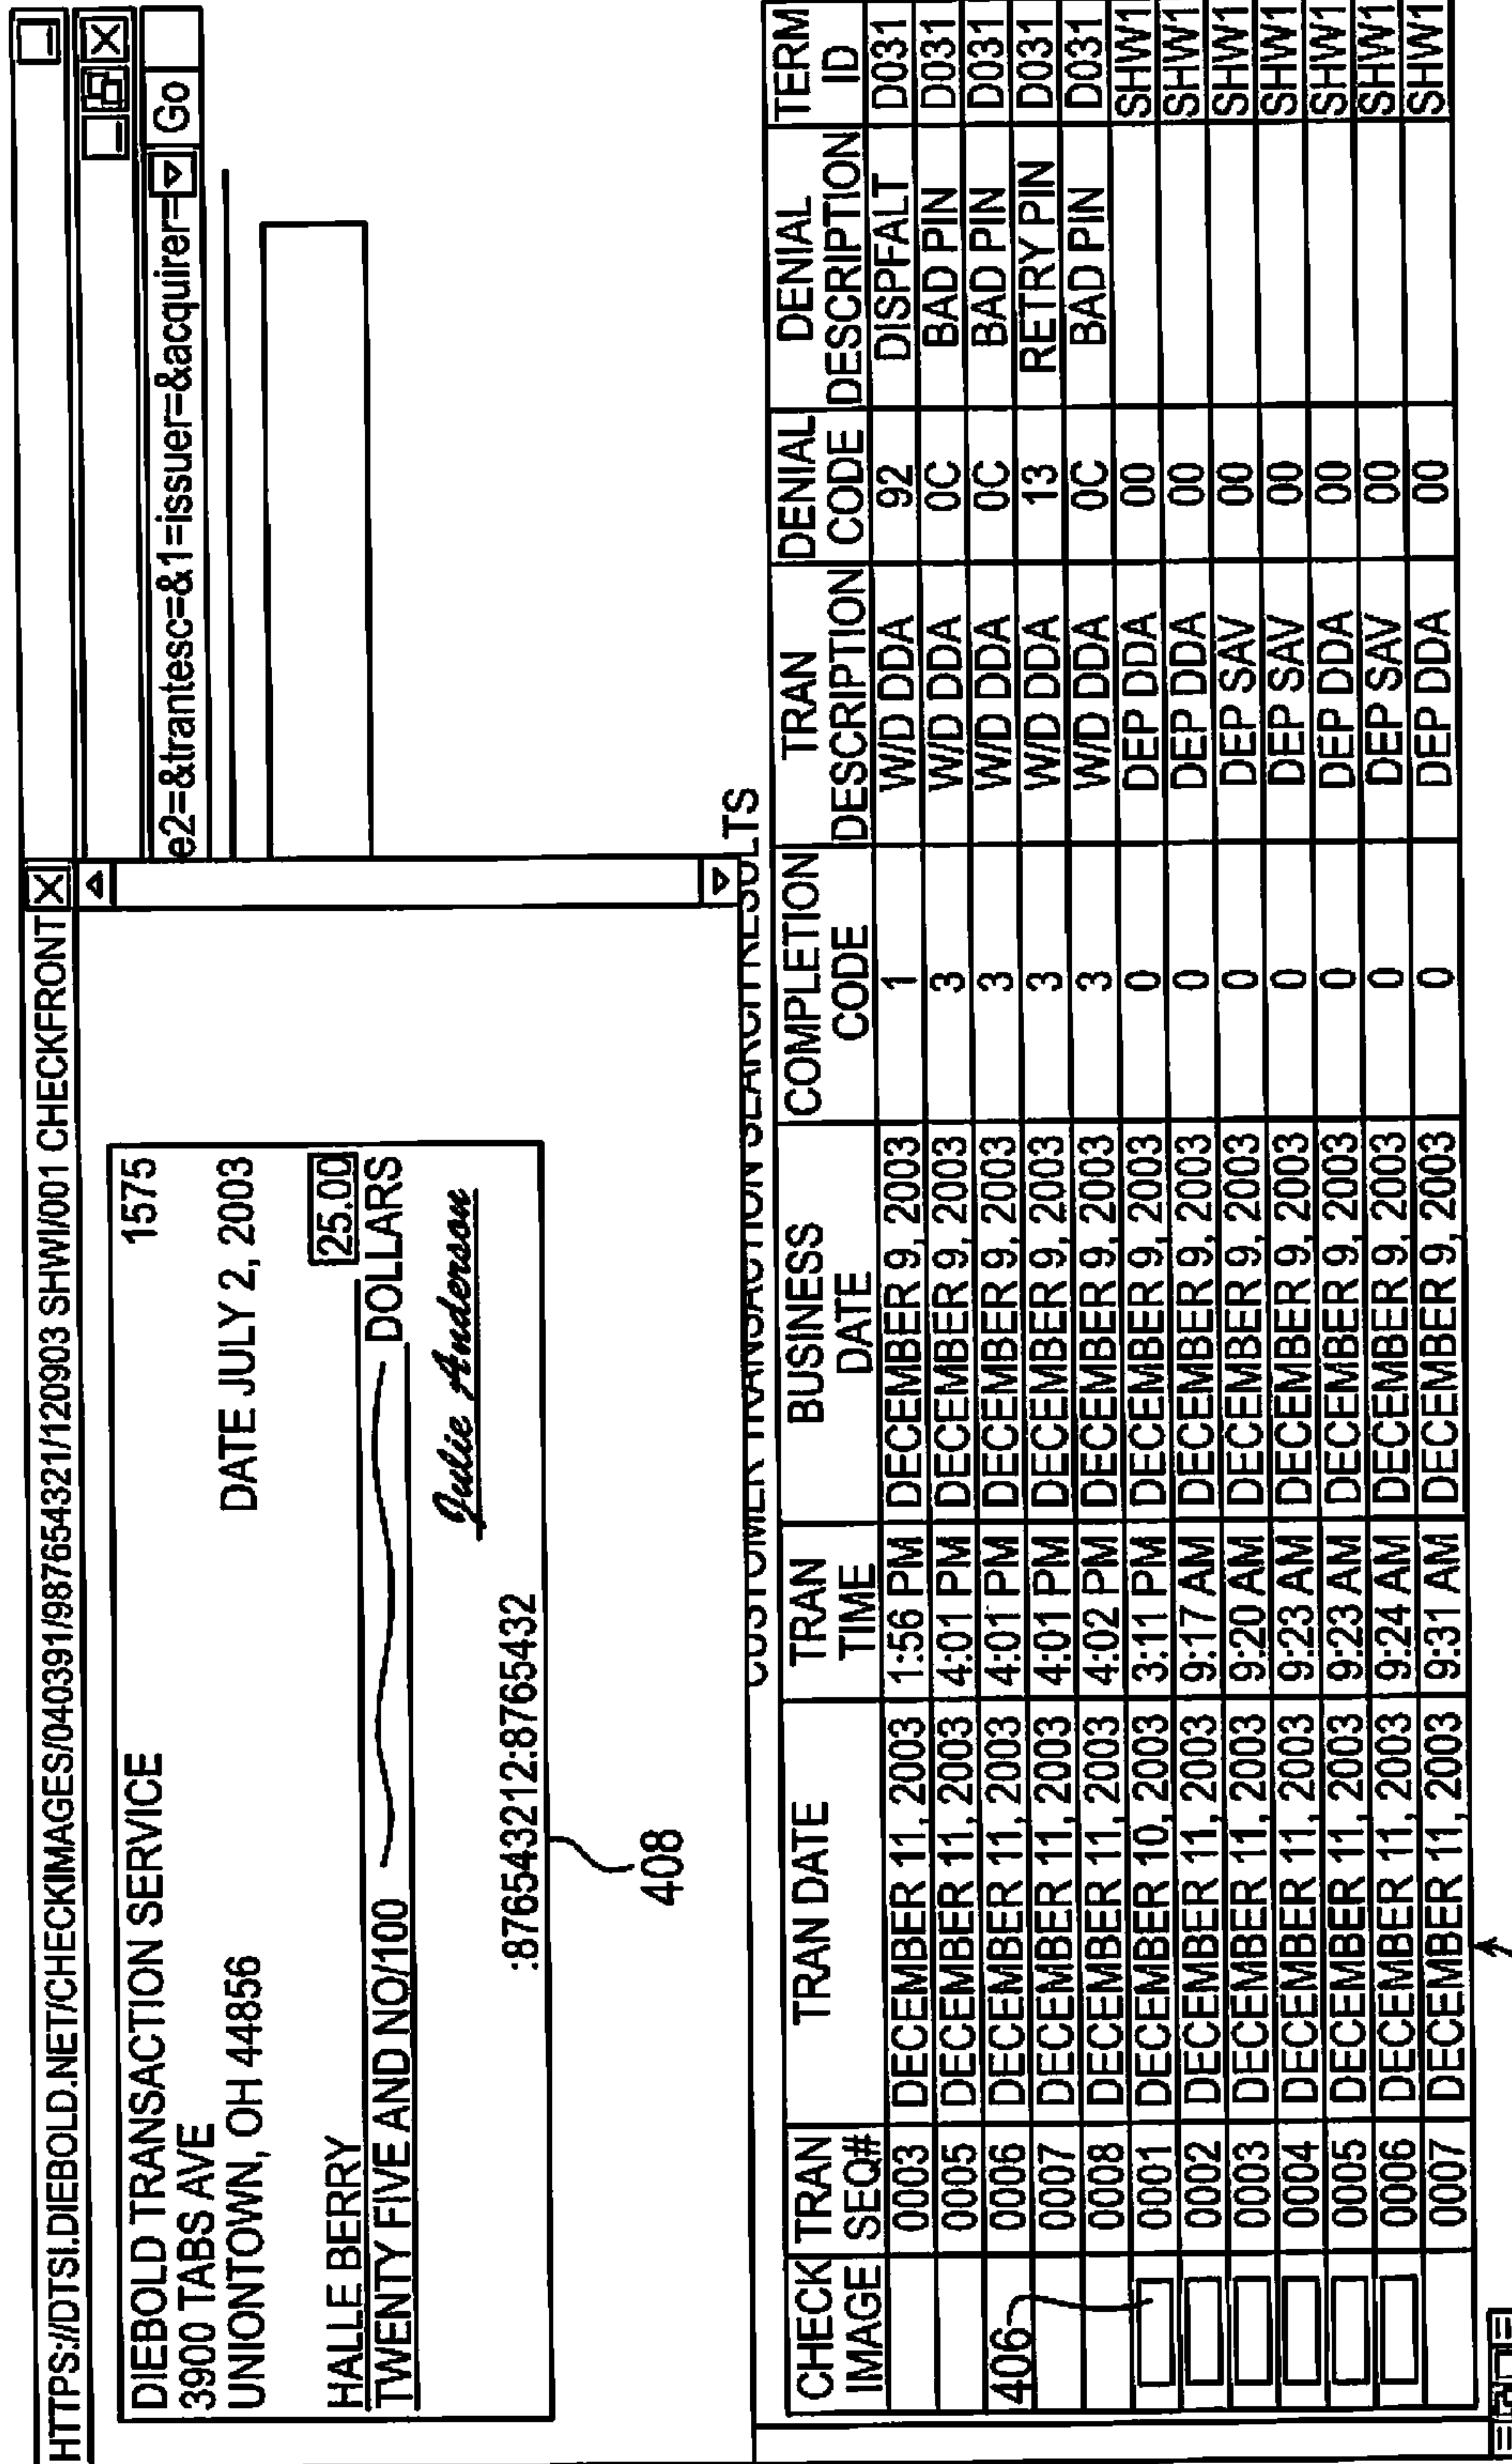 HTTPS://DTSI.DIEBOLD.NET/CHECKIMAGES/040391/987654321/120903 SHWI/001 CHECKFRONT
e2=&trantesc=&1=issuer=&acquirer= Go
DIEBOLD TRANSACTION SERVICE 1575
3900 TABS AVE
UNIONTOWN, OH 44856 DATE JULY 2, 2003
HALLE BERRY 25.00
TWENTY FIVE AND NO/100 DOLLARS
Julie Anderson
:876543212:8765432
408
CUSTOMER TRANSACTION SEARCH RESULTS
CHECK IMAGE TRAN SEQ# TRAN DATE TRAN TIME BUSINESS DATE COMPLETION CODE TRAN DESCRIPTION DENIAL CODE DENIAL DESCRIPTION TERM ID
0003 DECEMBER 11, 2003 1:56 PM DECEMBER 9, 2003 1 W/D DDA 92 DISPFALT D031
0005 DECEMBER 11, 2003 4:01 PM DECEMBER 9, 2003 3 W/D DDA 0C BAD PIN D031
406 0006 DECEMBER 11, 2003 4:01 PM DECEMBER 9, 2003 3 W/D DDA 0C BAD PIN D031
0007 DECEMBER 11, 2003 4:01 PM DECEMBER 9, 2003 3 W/D DDA 13 RETRY PIN D031
0008 DECEMBER 11, 2003 4:02 PM DECEMBER 9, 2003 3 W/D DDA 0C BAD PIN D031
0001 DECEMBER 10, 2003 3:11 PM DECEMBER 9, 2003 0 DEP DDA 00 SHW1
0002 DECEMBER 11, 2003 9:17 AM DECEMBER 9, 2003 0 DEP DDA 00 SHW1
0003 DECEMBER 11, 2003 9:20 AM DECEMBER 9, 2003 0 DEP SAV 00 SHW1
0004 DECEMBER 11, 2003 9:23 AM DECEMBER 9, 2003 0 DEP SAV 00 SHW1
0005 DECEMBER 11, 2003 9:23 AM DECEMBER 9, 2003 0 DEP DDA 00 SHW1
0006 DECEMBER 11, 2003 9:24 AM DECEMBER 9, 2003 0 DEP SAV 00 SHW1
0007 DECEMBER 11, 2003 9:31 AM DECEMBER 9, 2003 0 DEP DDA 00 SHW1